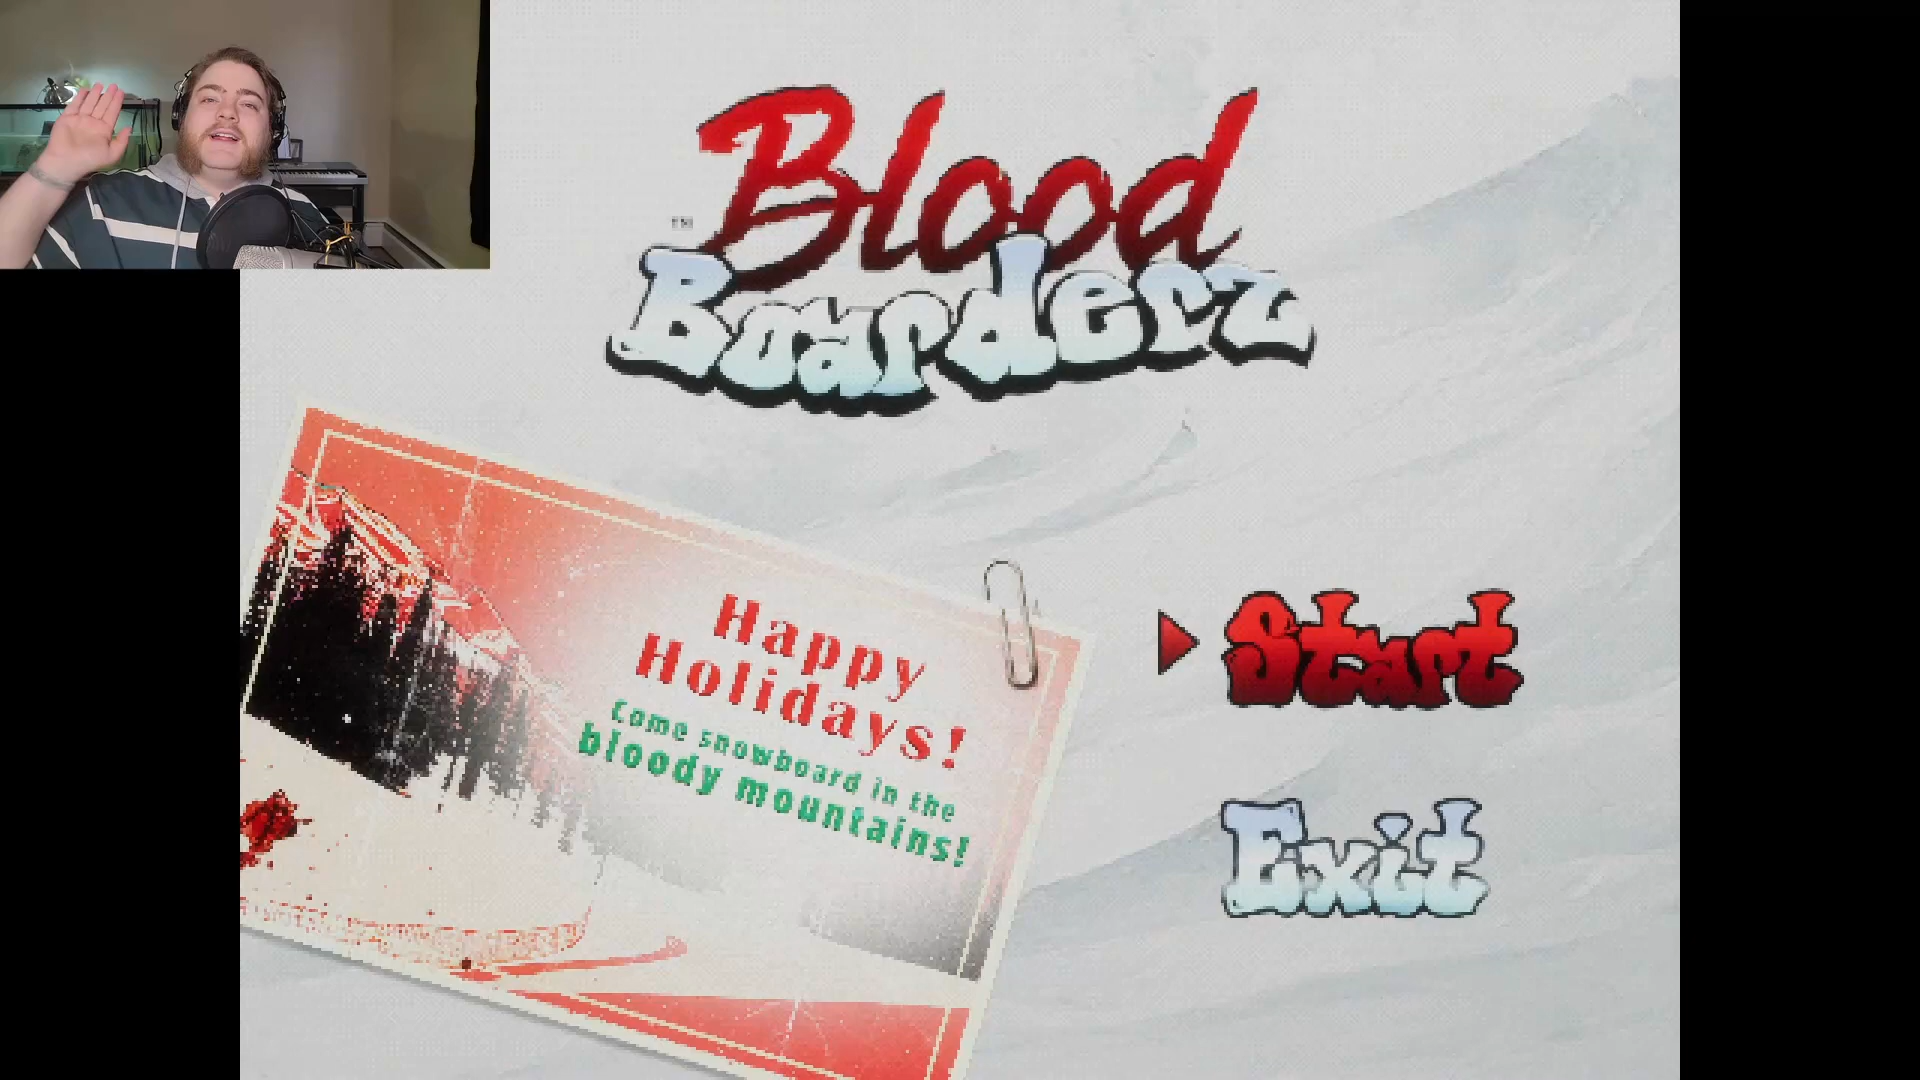 Blood
Boarderz
Happy
Holidays!
Come snowboard in the
bloody mountains!
Start
Exit